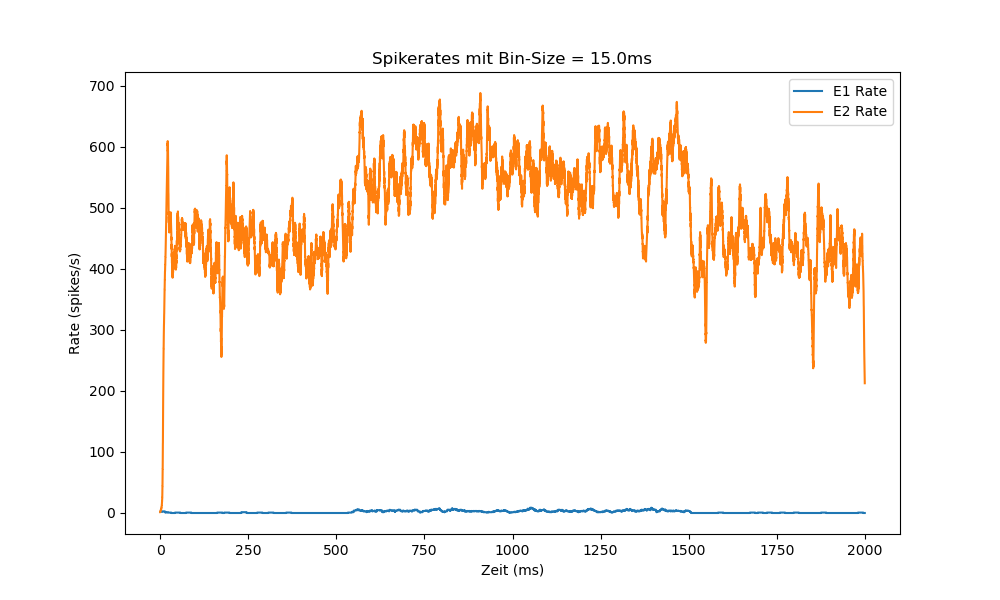 Spikerates mit Bin-Size = 15.0ms
E1 Rate
E2 Rate
700
600
500
400
300
200
100
0
Rate (spikes/s)
0 250 500 750 1000 1250 1500 1750 2000
Zeit (ms)